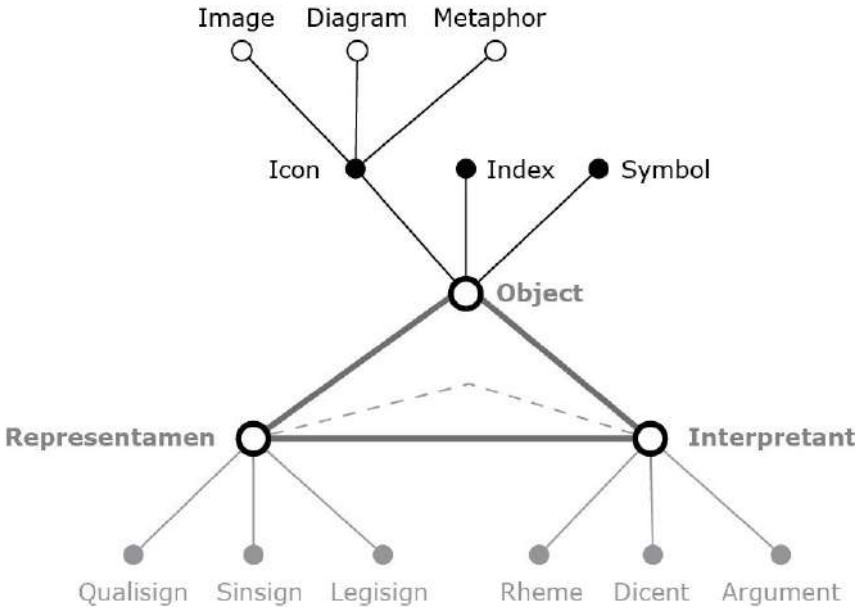 Image Diagram Metaphor
Icon Index Symbol
Object
Representamen Interpretant
Qualisign Sinsign Legisign Rheme Dicent Argument